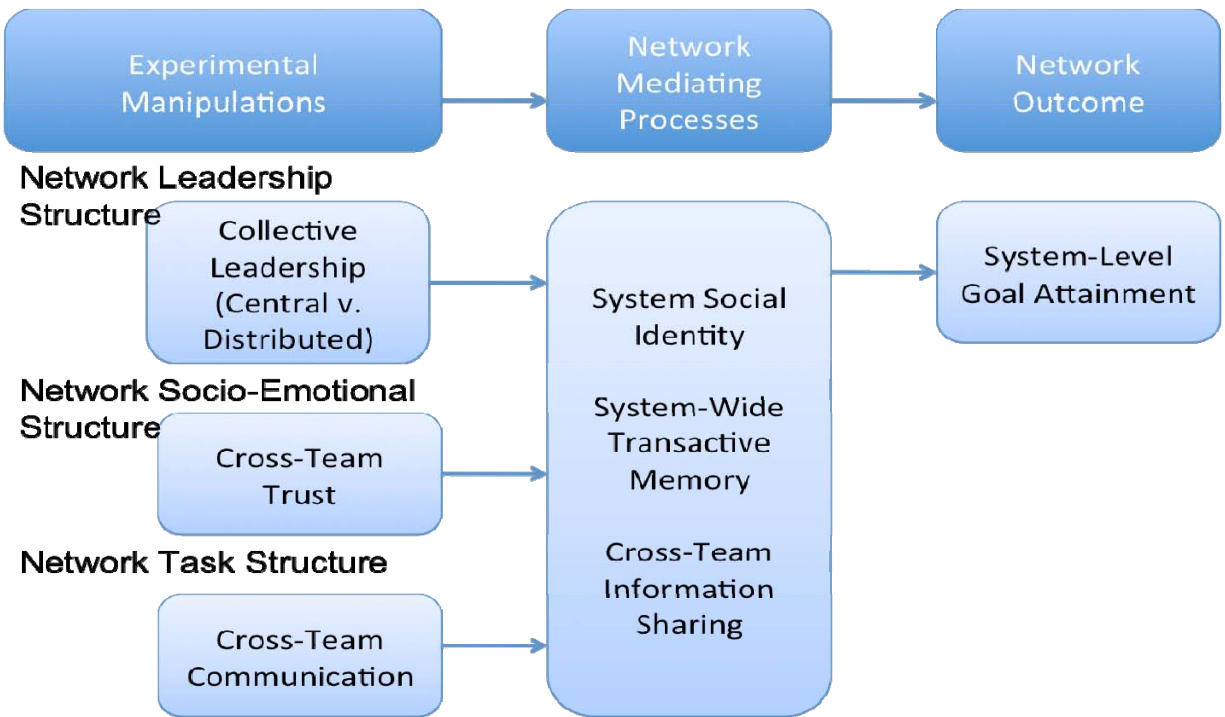 Experimental
Manipulations
Network
Mediating
Processes
Network
Outcome
Network Leadership
Structure
Collective
Leadership
(Central v.
Distributed)
System Social
Identity
System-Wide
Transactive
Memory
Cross-Team
Information
Sharing
System-Level
Goal Attainment
Network Socio-Emotional
Structure
Cross-Team
Trust
Network Task Structure
Cross-Team
Communication